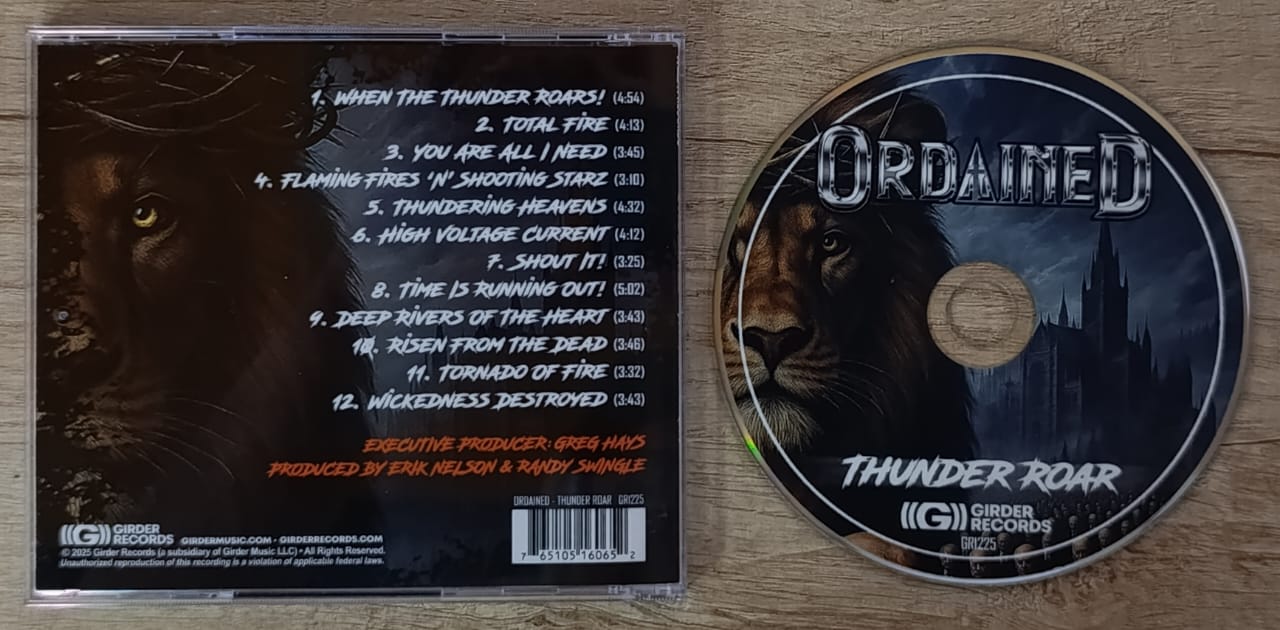 1. WHEN THE THUNDER ROARS! (4:54)
2. TOTAL FIRE (4:13)
3. YOU ARE ALL I NEED (3:45)
4. FLAMING FIRES 'N' SHOOTING STARZ (3:10)
5. THUNDERING HEAVENS (4:32)
6. HIGH VOLTAGE CURRENT (4:12)
7. SHOUT IT! (3:25)
8. TIME IS RUNNING OUT! (5:02)
9. DEEP RIVERS OF THE HEART (3:43)
10. RISEN FROM THE DEAD (3:46)
11. TORNADO OF FIRE (3:32)
12. WICKEDNESS DESTROYED (3:43)
EXECUTIVE PRODUCER: GREG HAYS
PRODUCED BY ERIK NELSON & RANDY SWINGLE
ORDAINED - THUNDER ROAR GR1225
7 65105 16065 2
((G)) GIRDER RECORDS GIRDERMUSIC.COM • GIRDERRECORDS.COM
© 2025 Girder Records (a subsidiary of Girder Music LLC) • All Rights Reserved.
Unauthorized reproduction of this recording is a violation of applicable federal laws.
ORDAINED
THUNDER ROAR
((G)) GIRDER
RECORDS
GR1225